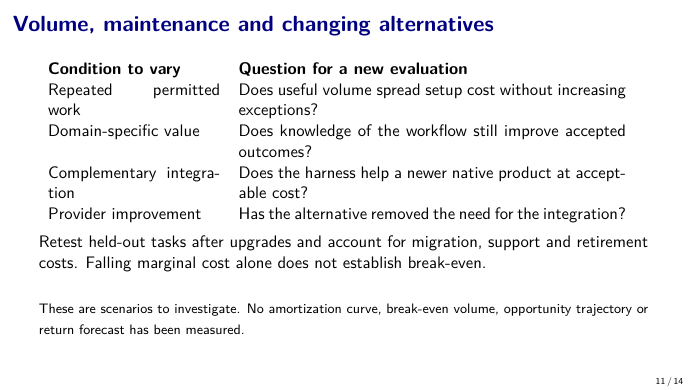 Volume, maintenance and changing alternatives
Condition to vary Question for a new evaluation
Repeated permitted Does useful volume spread setup cost without increasing
work exceptions?
Domain-specific value Does knowledge of the workflow still improve accepted
outcomes?
Complementary integra- Does the harness help a newer native product at accept-
tion able cost?
Provider improvement Has the alternative removed the need for the integration?
Retest held-out tasks after upgrades and account for migration, support and retirement
costs. Falling marginal cost alone does not establish break-even.
These are scenarios to investigate. No amortization curve, break-even volume, opportunity trajectory or
return forecast has been measured.
11 / 14